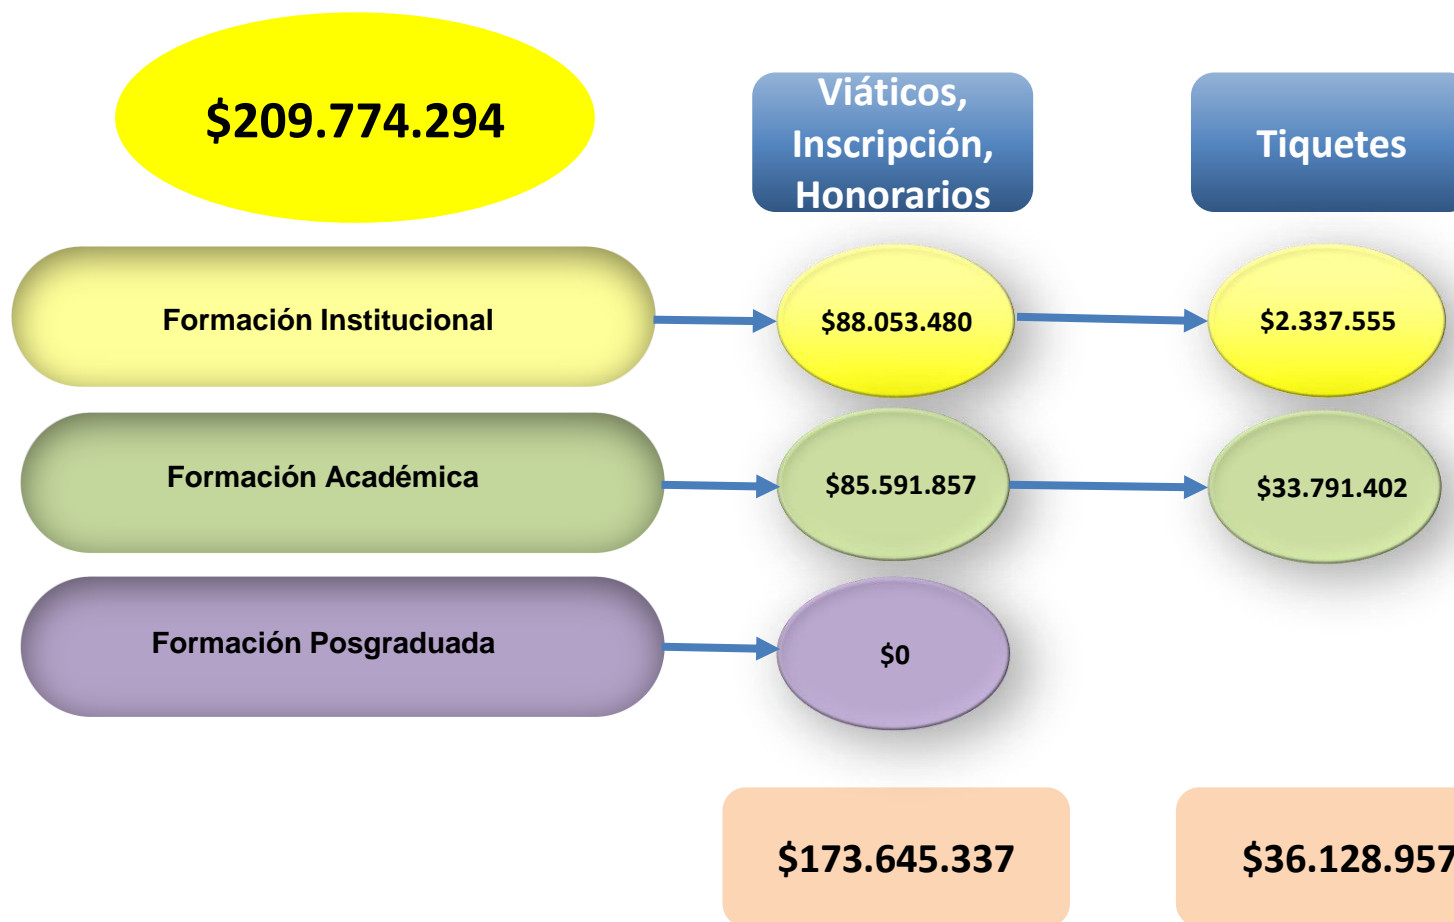 $209.774.294
Viáticos,
Inscripción,
Honorarios
Tiquetes
Formación Institucional
$88.053.480
$2.337.555
Formación Académica
$85.591.857
$33.791.402
Formación Posgraduada
$0
$173.645.337
$36.128.957